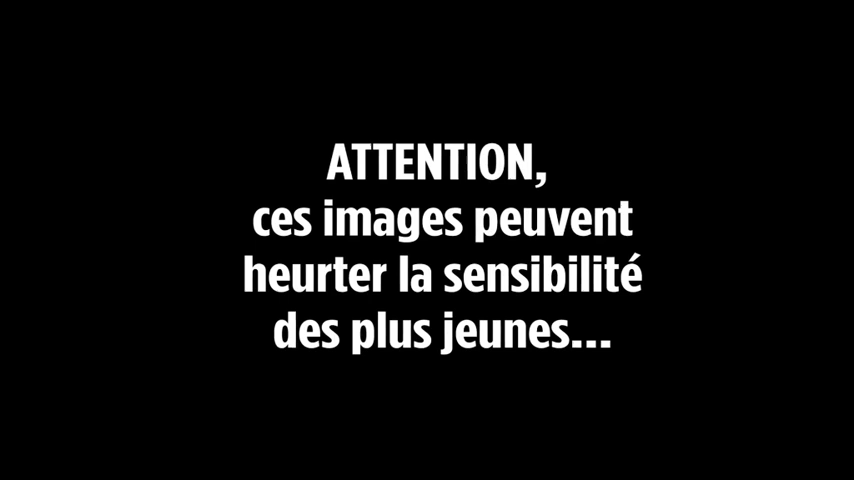 ATTENTION,
ces images peuvent
heurter la sensibilité
des plus jeunes...